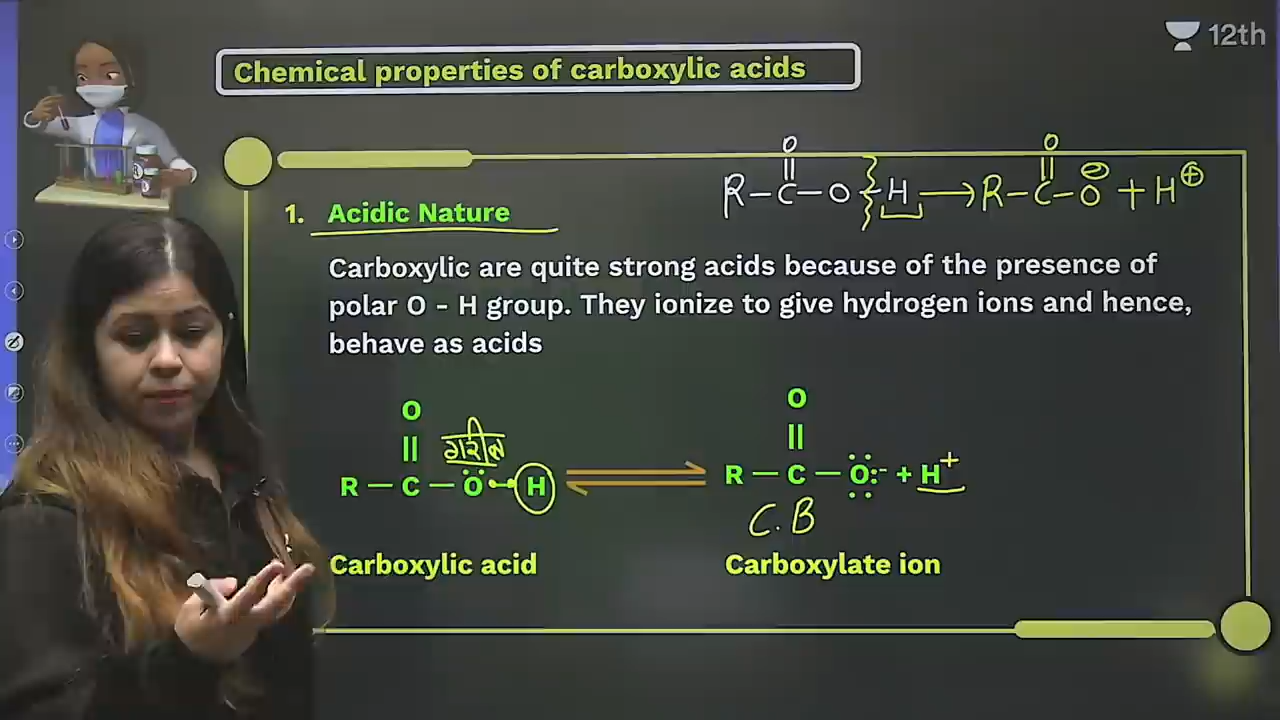 12th
Chemical properties of carboxylic acids
R-C-O-H → R-C-O⊖ + H⊕
O O
1. Acidic Nature
Carboxylic are quite strong acids because of the presence of
polar O - H group. They ionize to give hydrogen ions and hence,
behave as acids
O O
|| ||
गरीब
R — C — Ö — H ⇌ R — C — O:⁻ + H⁺
C.B
Carboxylic acid Carboxylate ion